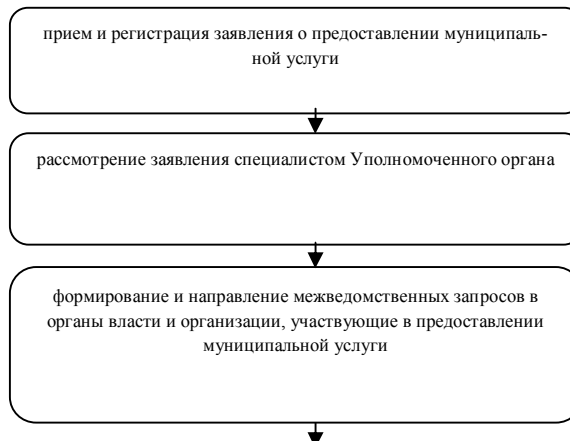 прием и регистрация заявления о предоставлении муниципаль-
ной услуги
рассмотрение заявления специалистом Уполномоченного органа
формирование и направление межведомственных запросов в
органы власти и организации, участвующие в предоставлении
муниципальной услуги